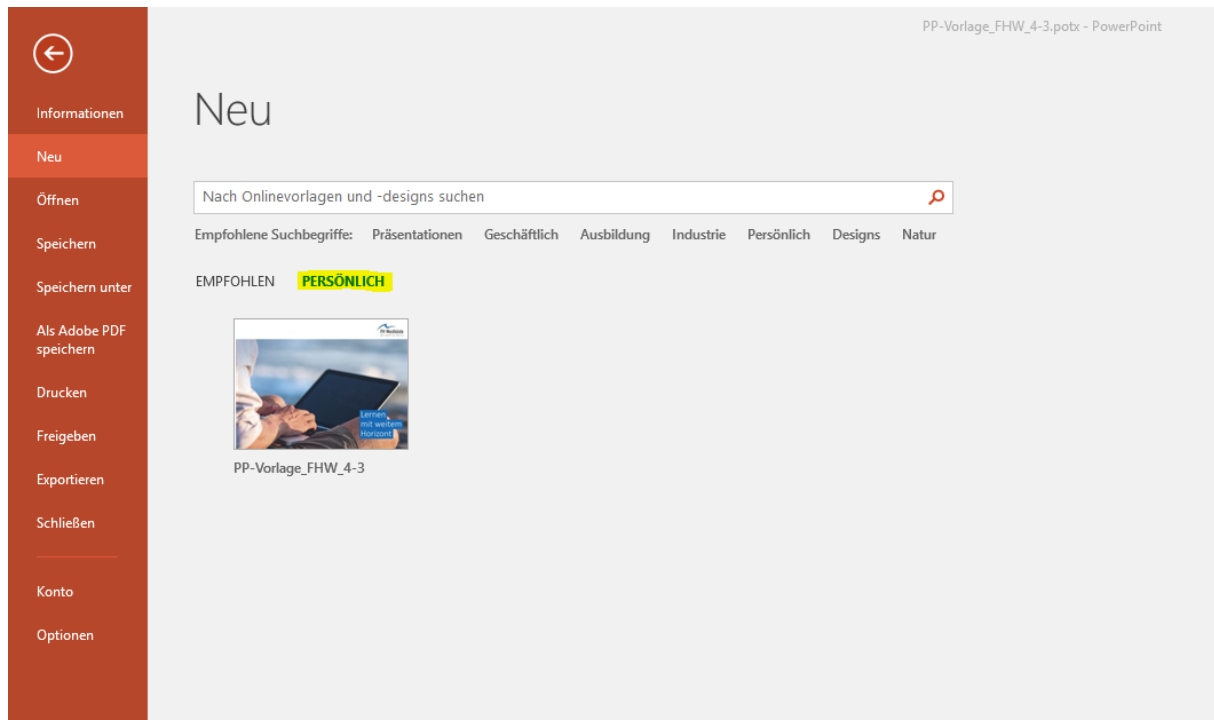 PP-Vorlage_FHW_4-3.potx - PowerPoint
Informationen
Neu
Öffnen
Speichern
Speichern unter
Als Adobe PDF
speichern
Drucken
Freigeben
Exportieren
Schließen
Konto
Optionen
Neu
Nach Onlinevorlagen und -designs suchen
Empfohlene Suchbegriffe: Präsentationen Geschäftlich Ausbildung Industrie Persönlich Designs Natur
EMPFOHLEN PERSÖNLICH
FH Westküste
Lernen
mit weitem
Horizont
PP-Vorlage_FHW_4-3